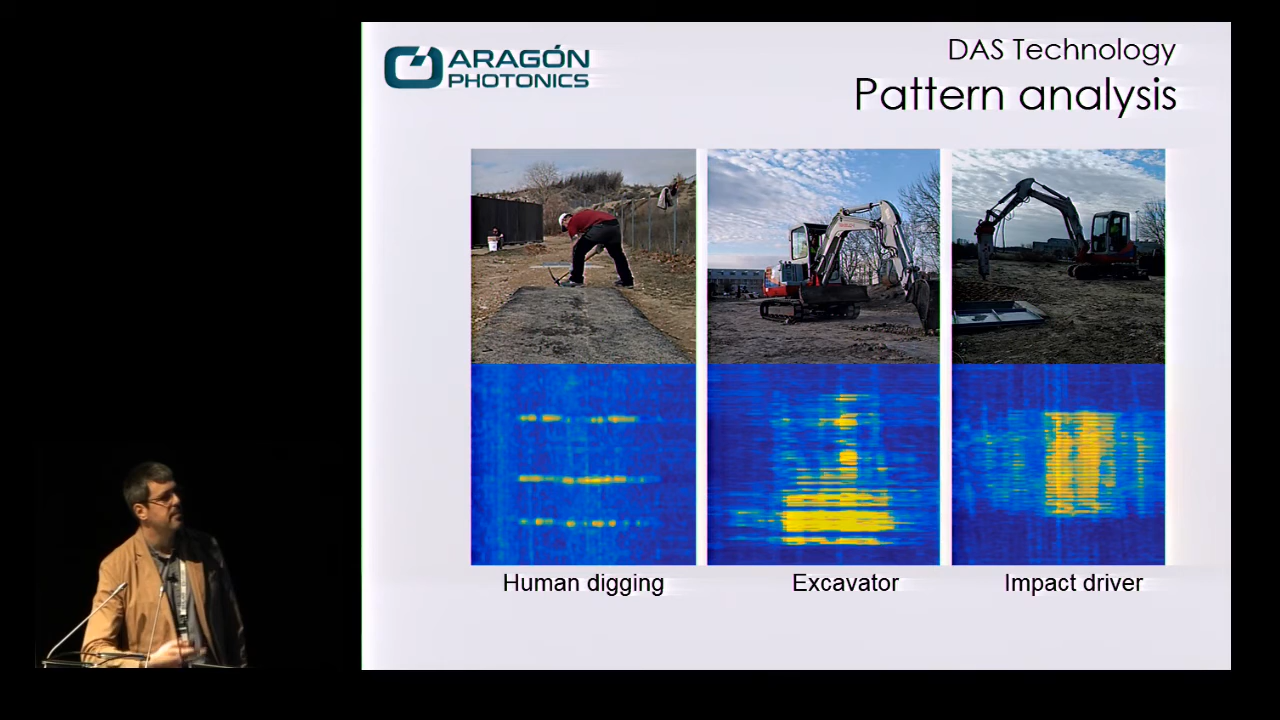 ARAGÓN
PHOTONICS
DAS Technology
Pattern analysis
Human digging
Excavator
Impact driver